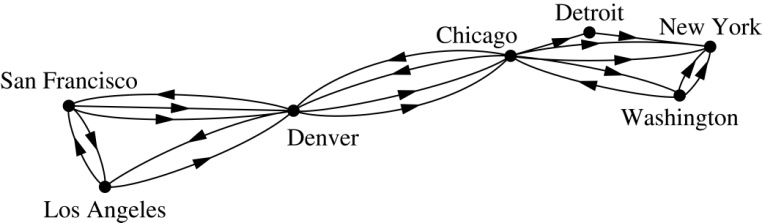 Detroit
New York
Chicago
San Francisco
Washington
Denver
Los Angeles